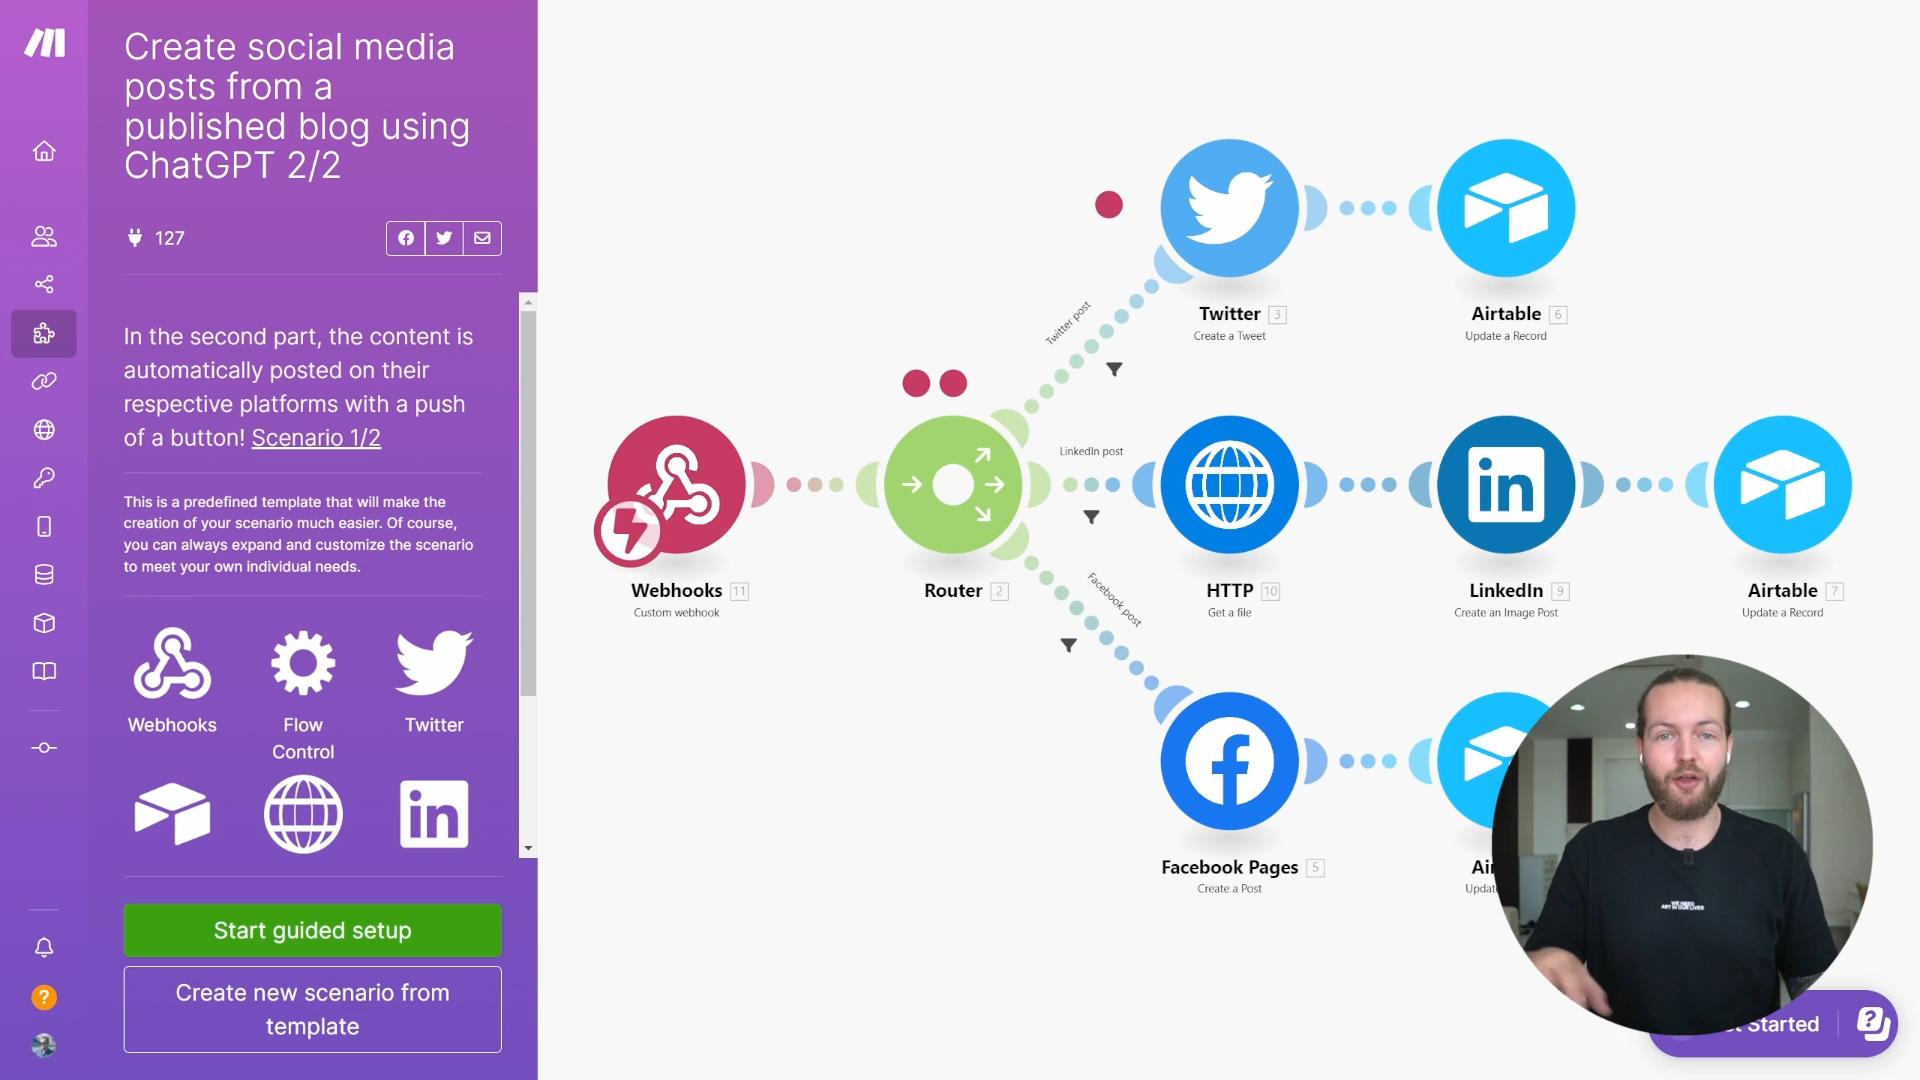 Create social media
posts from a
published blog using
ChatGPT 2/2
127
In the second part, the content is
automatically posted on their
respective platforms with a push
of a button! Scenario 1/2
This is a predefined template that will make the
creation of your scenario much easier. Of course,
you can always expand and customize the scenario
to meet your own individual needs.
Webhooks
Flow
Control
Twitter
Start guided setup
Create new scenario from
template
Twitter 3
Create a Tweet
Airtable 6
Update a Record
Twitter post
LinkedIn post
Facebook post
Webhooks 11
Custom webhook
Router 2
HTTP 10
Get a file
LinkedIn 9
Create an Image Post
Airtable 7
Update a Record
Facebook Pages 5
Create a Post
WE NEED
ART IN OUR LIVES
Started